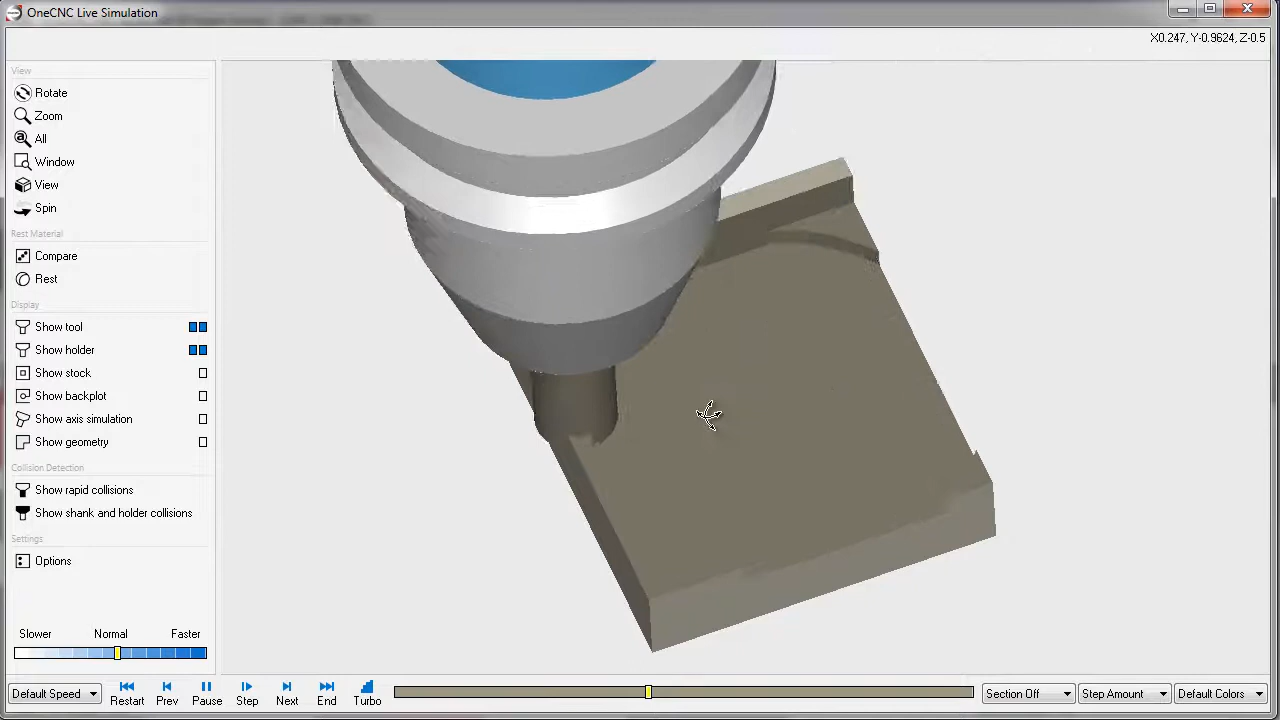 OneCNC Live Simulation
X0.247, Y-0.9624, Z-0.5
View
Rotate
Zoom
All
Window
View
Spin
Rest Material
Compare
Rest
Display
Show tool
Show holder
Show stock
Show backplot
Show axis simulation
Show geometry
Collision Detection
Show rapid collisions
Show shank and holder collisions
Settings
Options
Slower Normal Faster
Default Speed
Restart Prev Pause Step Next End Turbo
Section Off Step Amount Default Colors